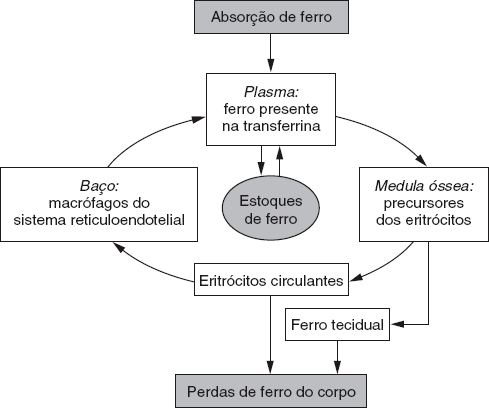 Absorção de ferro
Plasma:
ferro presente
na transferrina
Baço:
macrófagos do
sistema reticuloendotelial
Estoques
de ferro
Medula óssea:
precursores
dos eritrócitos
Eritrócitos circulantes
Ferro tecidual
Perdas de ferro do corpo